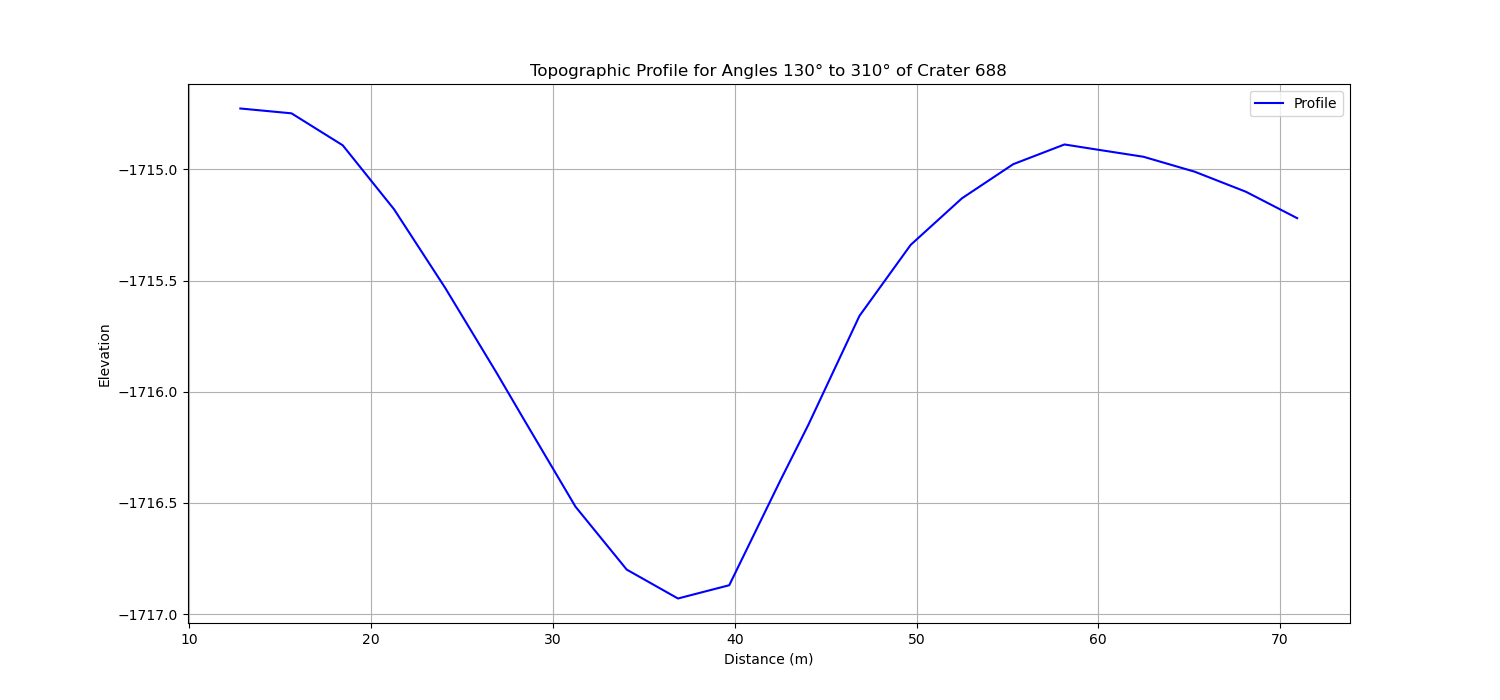 Topographic Profile for Angles 130° to 310° of Crater 688
Profile
−1715.0
−1715.5
−1716.0
−1716.5
−1717.0
Elevation
10 20 30 40 50 60 70
Distance (m)